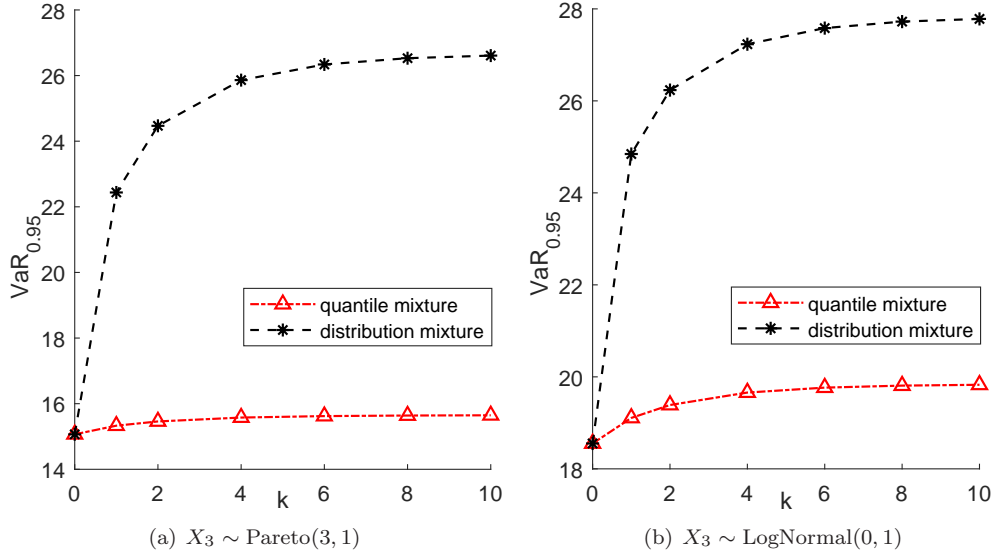 28
26
24
22
20
18
16
14
VaR0.95
0 2 4 6 8 10
k
quantile mixture
distribution mixture
(a) X3 ∼ Pareto(3, 1)
28
26
24
22
20
18
VaR0.95
0 2 4 6 8 10
k
quantile mixture
distribution mixture
(b) X3 ∼ LogNormal(0, 1)